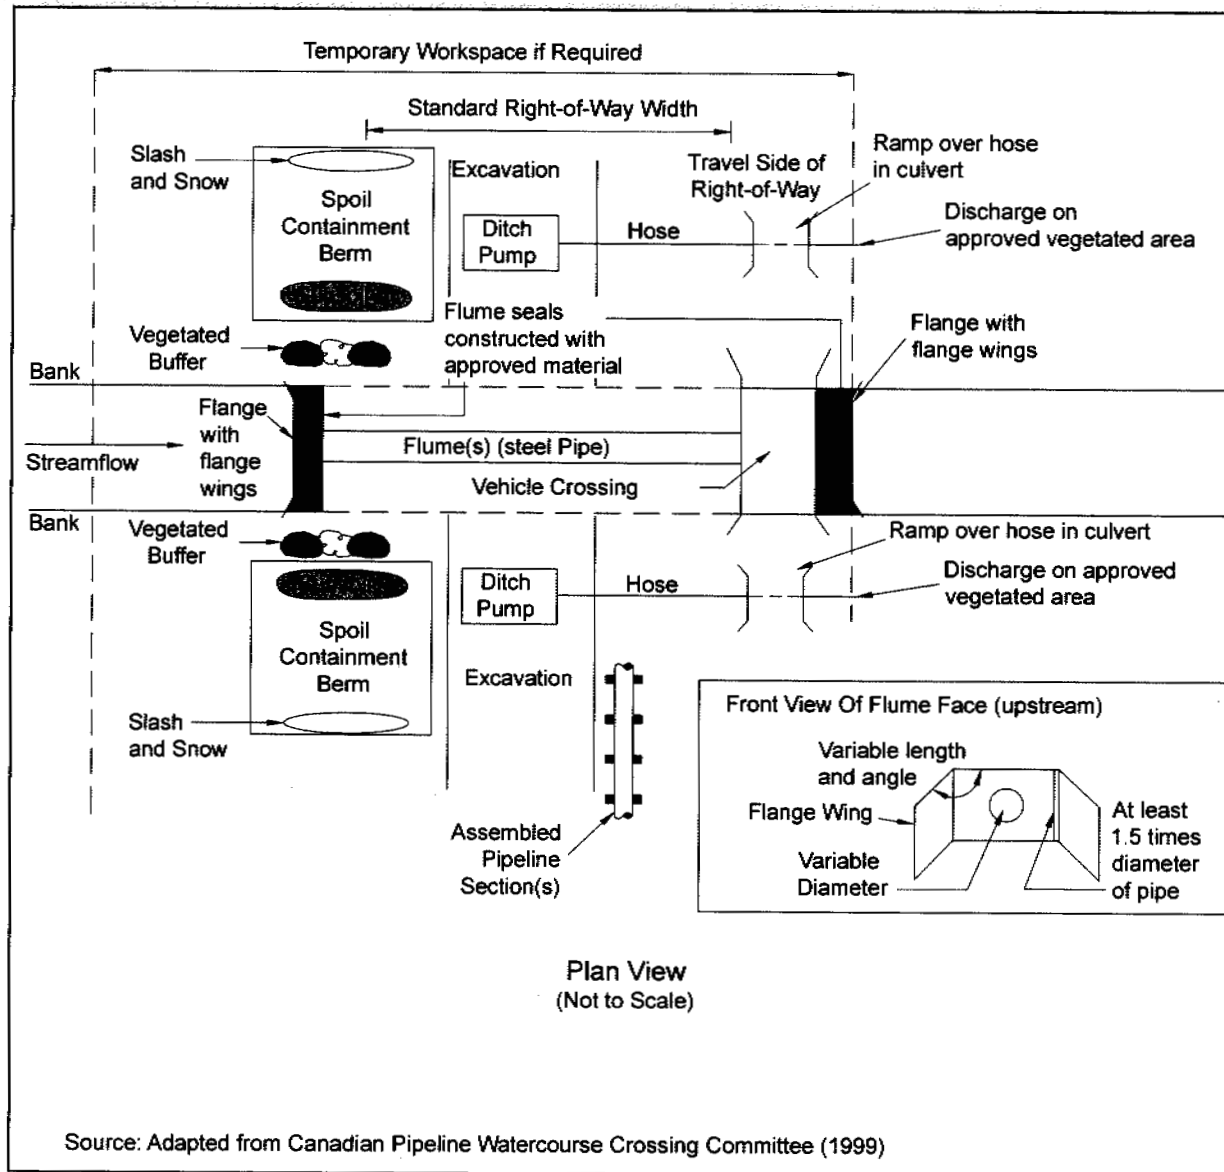 Temporary Workspace if Required
Standard Right-of-Way Width
Slash
and Snow
Spoil
Containment
Berm
Excavation
Ditch
Pump
Hose
Travel Side of
Right-of-Way
Ramp over hose
in culvert
Discharge on
approved vegetated area
Vegetated
Buffer
Flume seals
constructed with
approved material
Flange with
flange wings
Bank
Flange
with
flange
wings
Streamflow
Flume(s) (steel Pipe)
Vehicle Crossing
Bank
Vegetated
Buffer
Ramp over hose in culvert
Ditch
Pump
Hose
Discharge on approved
vegetated area
Spoil
Containment
Berm
Excavation
Slash
and Snow
Assembled
Pipeline
Section(s)
Front View Of Flume Face (upstream)
Variable length
and angle
Flange Wing
Variable
Diameter
At least
1.5 times
diameter
of pipe
Plan View
(Not to Scale)
Source: Adapted from Canadian Pipeline Watercourse Crossing Committee (1999)